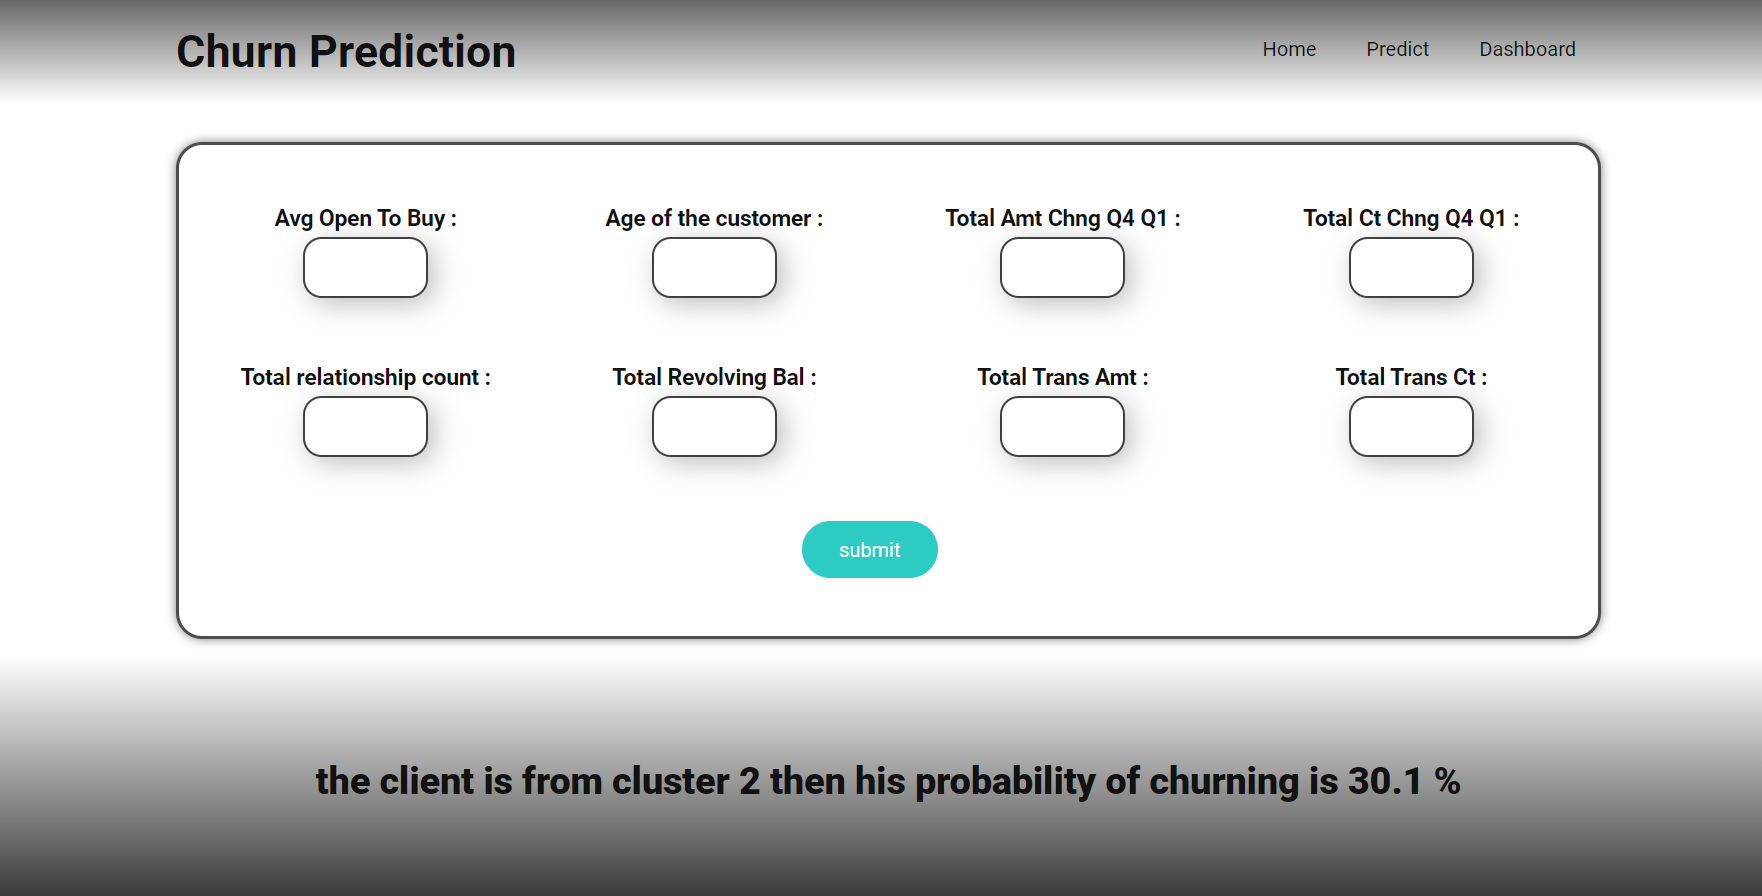 Churn Prediction
Home Predict Dashboard
Avg Open To Buy : Age of the customer : Total Amt Chng Q4 Q1 : Total Ct Chng Q4 Q1 :
Total relationship count : Total Revolving Bal : Total Trans Amt : Total Trans Ct :
submit
the client is from cluster 2 then his probability of churning is 30.1 %